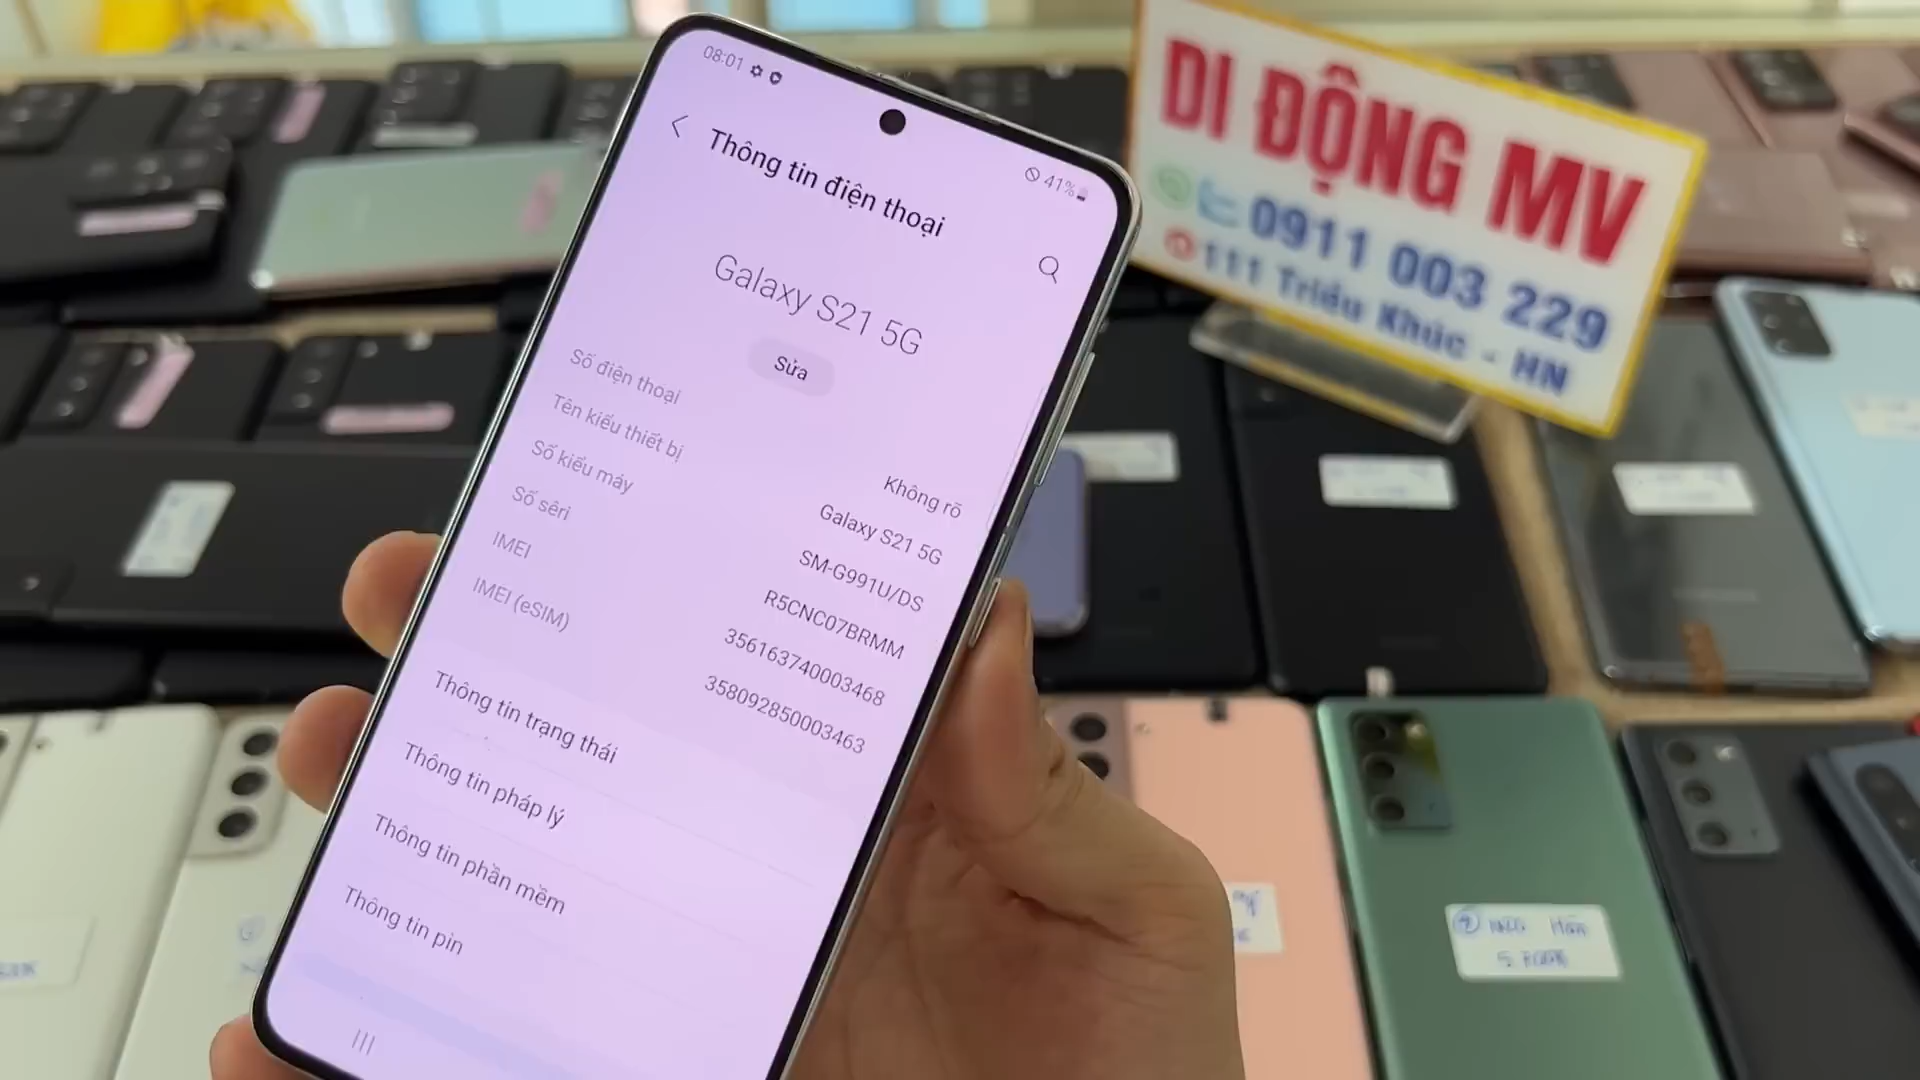 08:01
41%
Thông tin điện thoại
Galaxy S21 5G
Sửa
Số điện thoại
Không rõ
Tên kiểu thiết bị
Galaxy S21 5G
Số kiểu máy
SM-G991U/DS
Số sêri
R5CNC07BRMM
IMEI
356163740003468
IMEI (eSIM)
358092850003463
Thông tin trạng thái
Thông tin pháp lý
Thông tin phần mềm
Thông tin pin
DI ĐỘNG MV
0911 003 229
111 Triều Khúc - HN